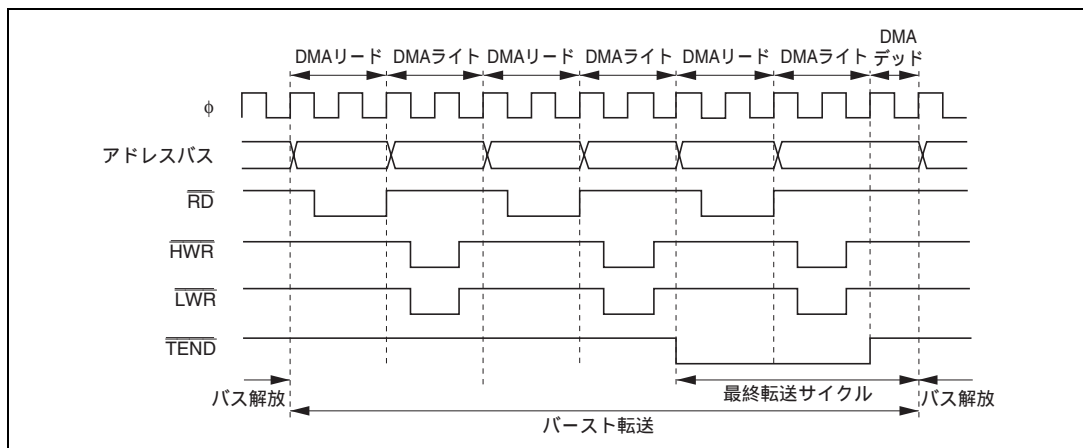 DMAリード DMAライト DMAリード DMAライト DMAリード DMAライト DMA
デッド
φ
アドレスバス
RD
HWR
LWR
TEND
バス解放 最終転送サイクル バス解放
バースト転送